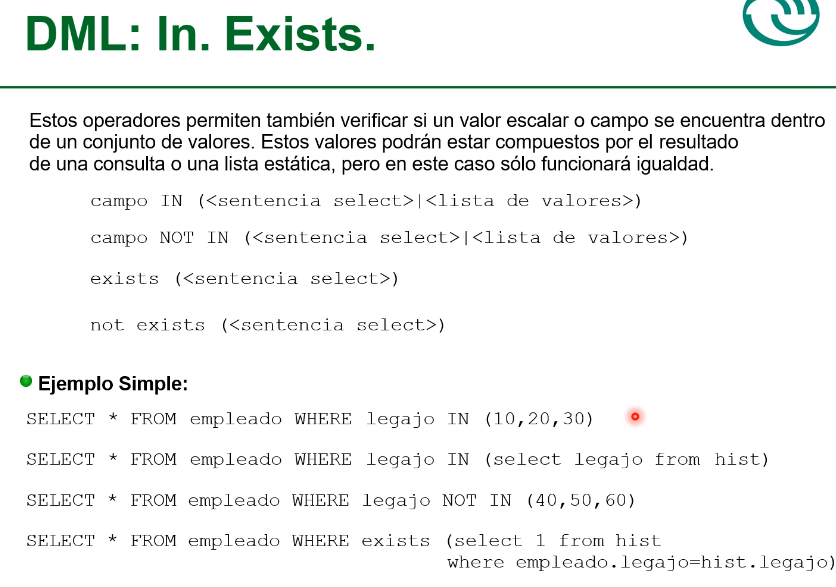 DML: In. Exists.
Estos operadores permiten también verificar si un valor escalar o campo se encuentra dentro
de un conjunto de valores. Estos valores podrán estar compuestos por el resultado
de una consulta o una lista estática, pero en este caso sólo funcionará igualdad.
campo IN (<sentencia select>|<lista de valores>)
campo NOT IN (<sentencia select>|<lista de valores>)
exists (<sentencia select>)
not exists (<sentencia select>)
Ejemplo Simple:
SELECT * FROM empleado WHERE legajo IN (10,20,30)
SELECT * FROM empleado WHERE legajo IN (select legajo from hist)
SELECT * FROM empleado WHERE legajo NOT IN (40,50,60)
SELECT * FROM empleado WHERE exists (select 1 from hist
where empleado.legajo=hist.legajo)